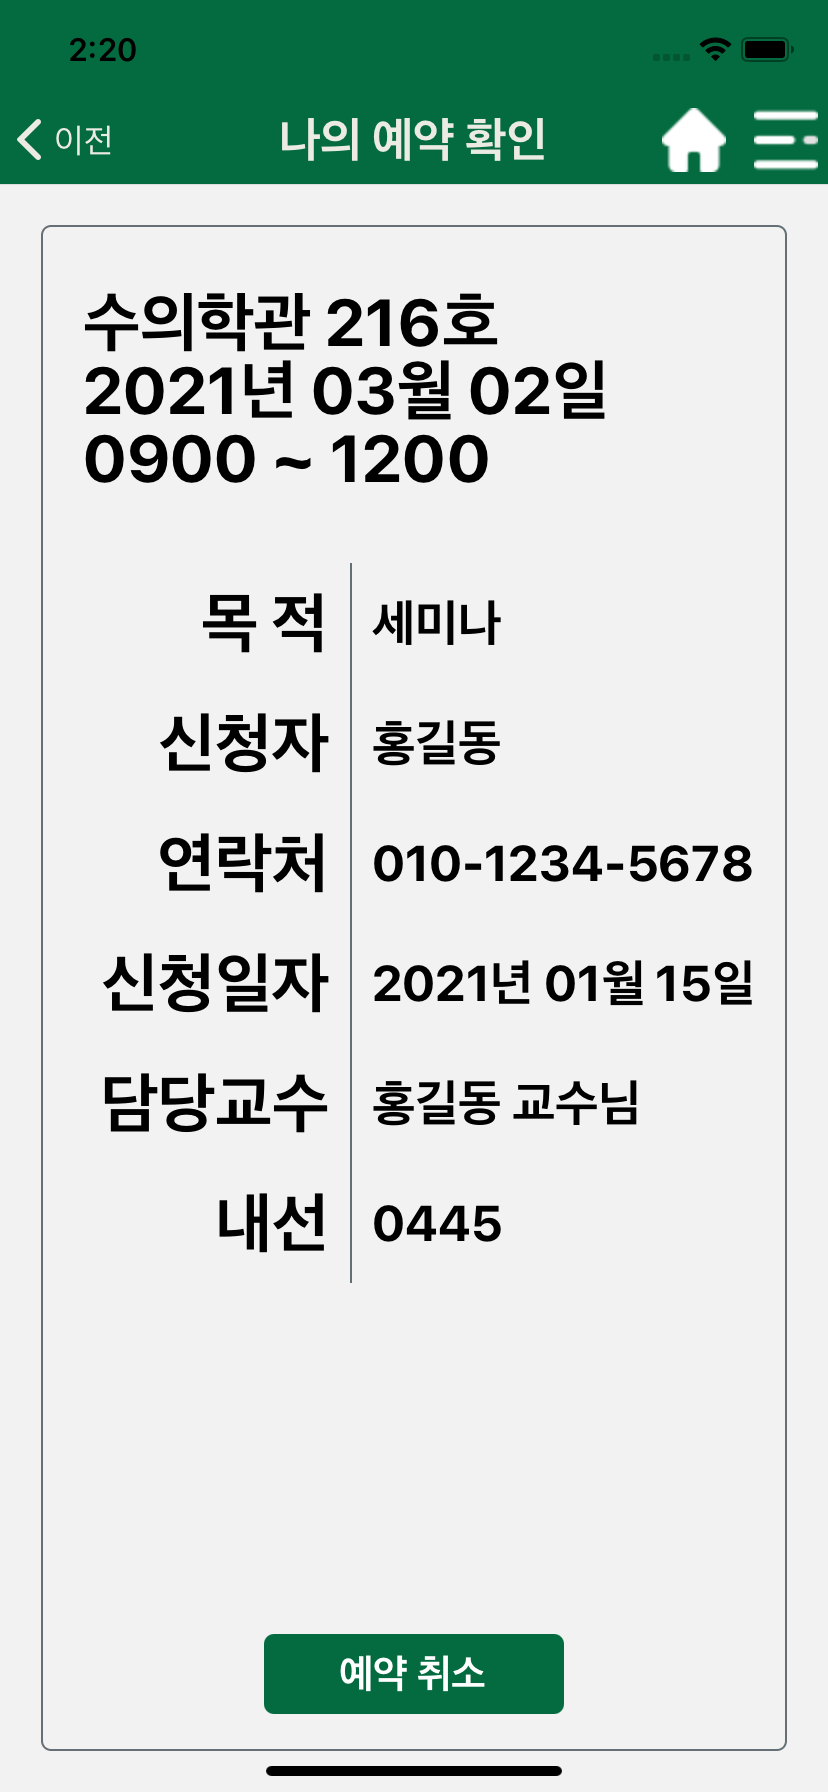 2:20
이전
나의 예약 확인
수의학관 216호
2021년 03월 02일
0900 ~ 1200
목 적 세미나
신청자 홍길동
연락처 010-1234-5678
신청일자 2021년 01월 15일
담당교수 홍길동 교수님
내선 0445
예약 취소